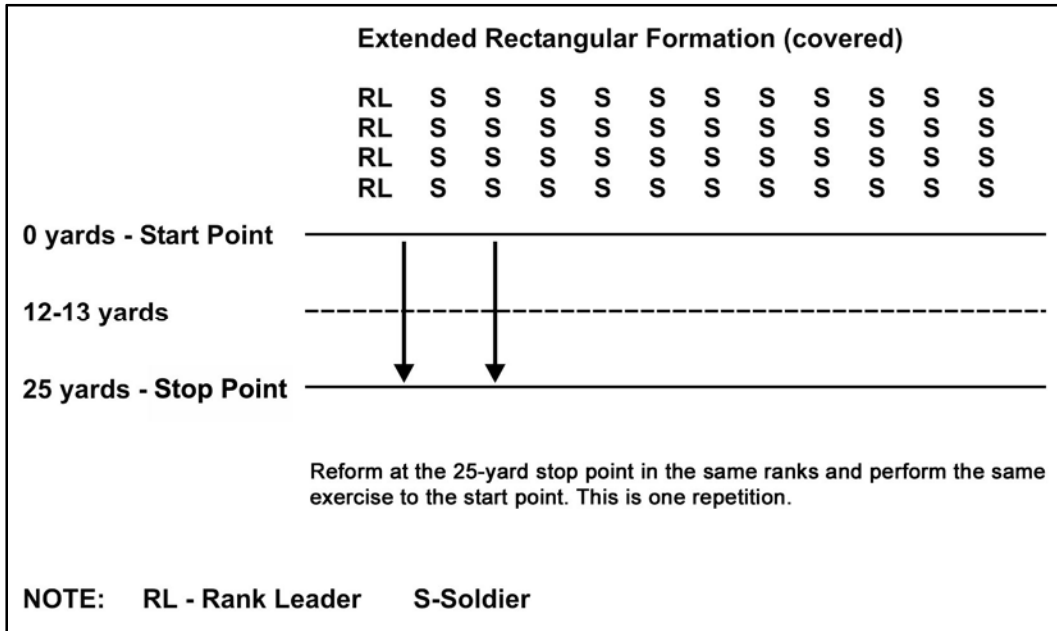 Extended Rectangular Formation (covered)
RL S S S S S S S S S S S
RL S S S S S S S S S S S
RL S S S S S S S S S S S
RL S S S S S S S S S S S
0 yards - Start Point
12-13 yards
25 yards - Stop Point
Reform at the 25-yard stop point in the same ranks and perform the same
exercise to the start point. This is one repetition.
NOTE: RL - Rank Leader S-Soldier